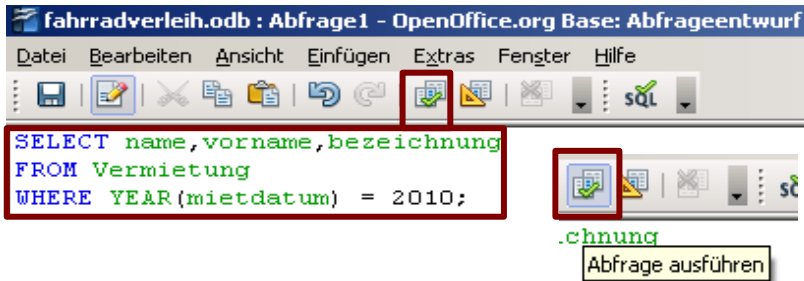 fahrradverleih.odb : Abfrage1 - OpenOffice.org Base: Abfrageentwurf
Datei Bearbeiten Ansicht Einfügen Extras Fenster Hilfe
SQL
SELECT name,vorname,bezeichnung
FROM Vermietung
WHERE YEAR(mietdatum) = 2010;
.chnung
Abfrage ausführen